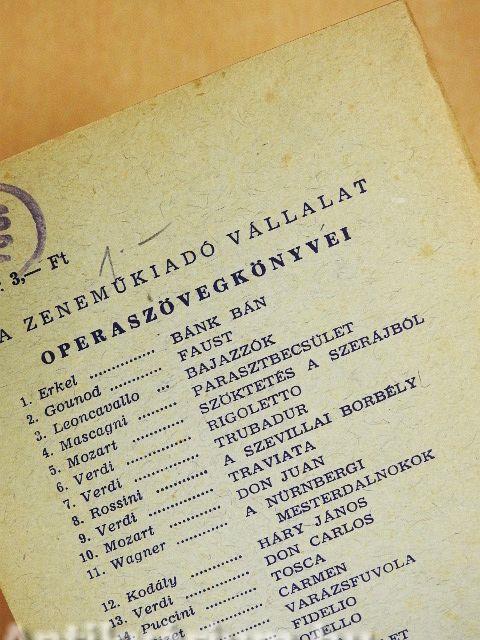 3,— Ft
1.—
A ZENEMŰKIADÓ VÁLLALAT
OPERASZÖVEGKÖNYVEI
1. Erkel ............... BÁNK BÁN
2. Gounod ............ FAUST
3. Leoncavallo ... BAJAZZÓK
4. Mascagni ......... PARASZTBECSÜLET
5. Mozart ............ SZÖKTETÉS A SZERÁJBÓL
6. Verdi ............... RIGOLETTO
7. Verdi ............... TRUBADUR
8. Rossini ............ A SZEVILLAI BORBÉLY
9. Verdi ............... TRAVIATA
10. Mozart ............ DON JUAN
11. Wagner ............ A NÜRNBERGI
MESTERDALNOKOK
12. Kodály ............ HÁRY JÁNOS
13. Verdi ............... DON CARLOS
14. Puccini ............ TOSCA
CARMEN
VARÁZSFUVOLA
FIDELIO